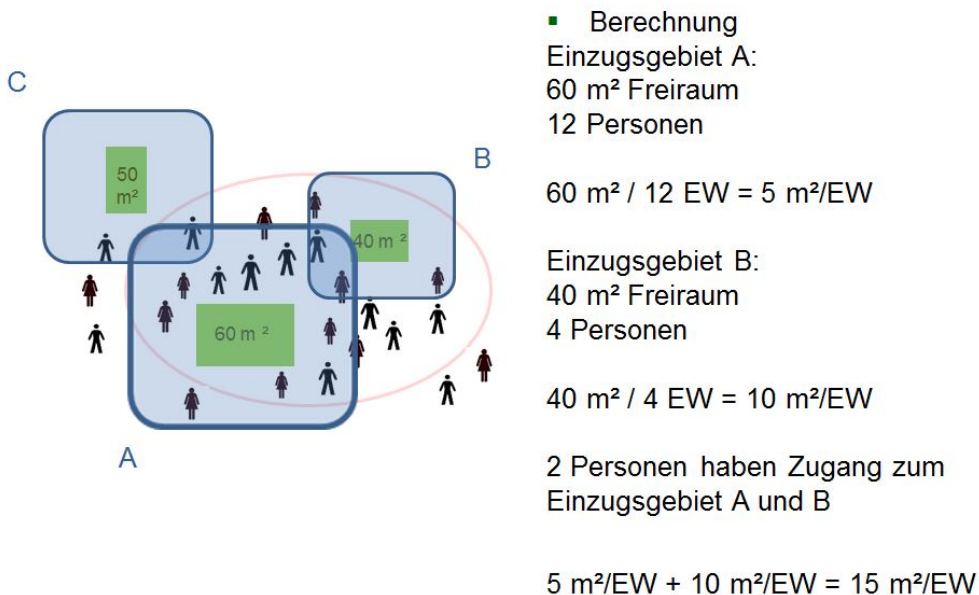 C
50
m²
B
40 m ²
60 m ²
A
▪ Berechnung
Einzugsgebiet A:
60 m² Freiraum
12 Personen
60 m² / 12 EW = 5 m²/EW
Einzugsgebiet B:
40 m² Freiraum
4 Personen
40 m² / 4 EW = 10 m²/EW
2 Personen haben Zugang zum
Einzugsgebiet A und B
5 m²/EW + 10 m²/EW = 15 m²/EW